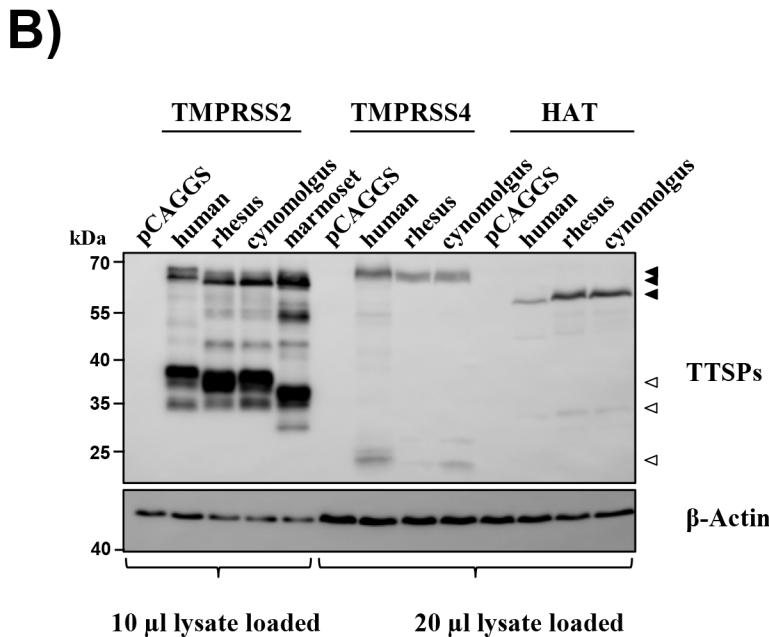 B)
TMPRSS2 TMPRSS4 HAT
pCAGGS human rhesus cynomolgus marmoset pCAGGS human rhesus cynomolgus pCAGGS human rhesus cynomolgus
kDa
70
55
40
35
25
TTSPs
β-Actin
40
10 µl lysate loaded 20 µl lysate loaded